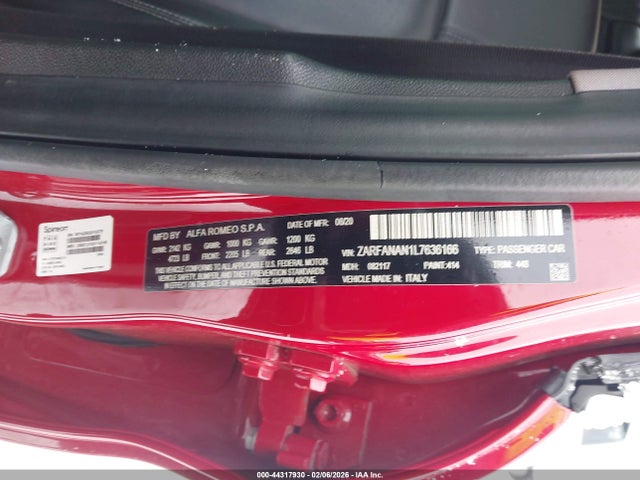 Spireon
MFD BY ALFA ROMEO S.P.A. DATE OF MFR. 08/20
GVWR: 2142 KG GAWR: 1000 KG GAWR: 1200 KG
4723 LB FRONT: 2205 LB REAR: 2646 LB
THIS VEHICLE CONFORMS TO ALL APPLICABLE U.S. FEDERAL MOTOR
VEHICLE SAFETY, BUMPER, AND THEFT PREVENTION STANDARDS
IN EFFECT ON THE DATE OF MANUFACTURE SHOWN ABOVE.
VIN: ZARFANAN1L7636166 TYPE: PASSENGER CAR
MDH: 082117 PAINT:414 TRIM: 445
VEHICLE MADE IN: ITALY
000-44317930 - 02/06/2026 - IAA Inc.